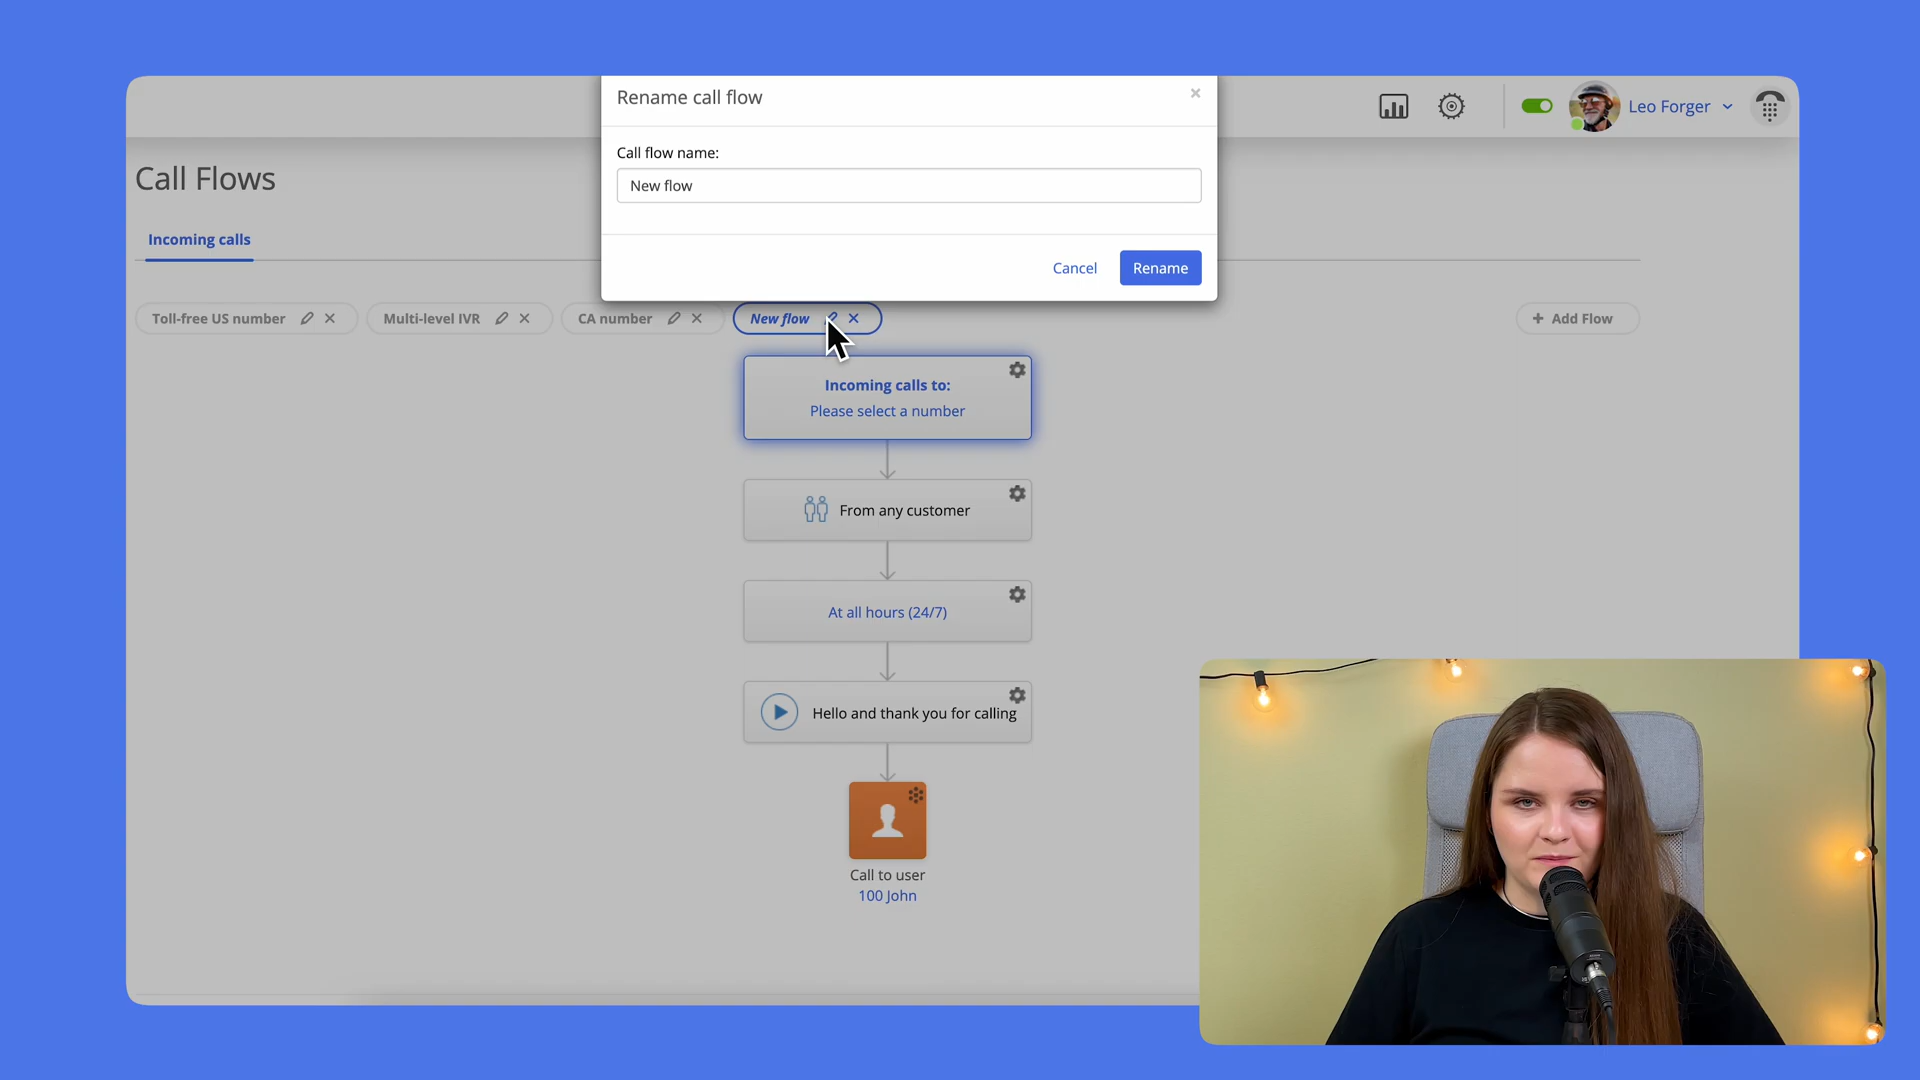 Rename call flow
Call flow name:
New flow
Cancel
Rename
Leo Forger
Call Flows
Incoming calls
Toll-free US number
Multi-level IVR
CA number
New flow
Add Flow
Incoming calls to:
Please select a number
From any customer
At all hours (24/7)
Hello and thank you for calling
Call to user
100 John